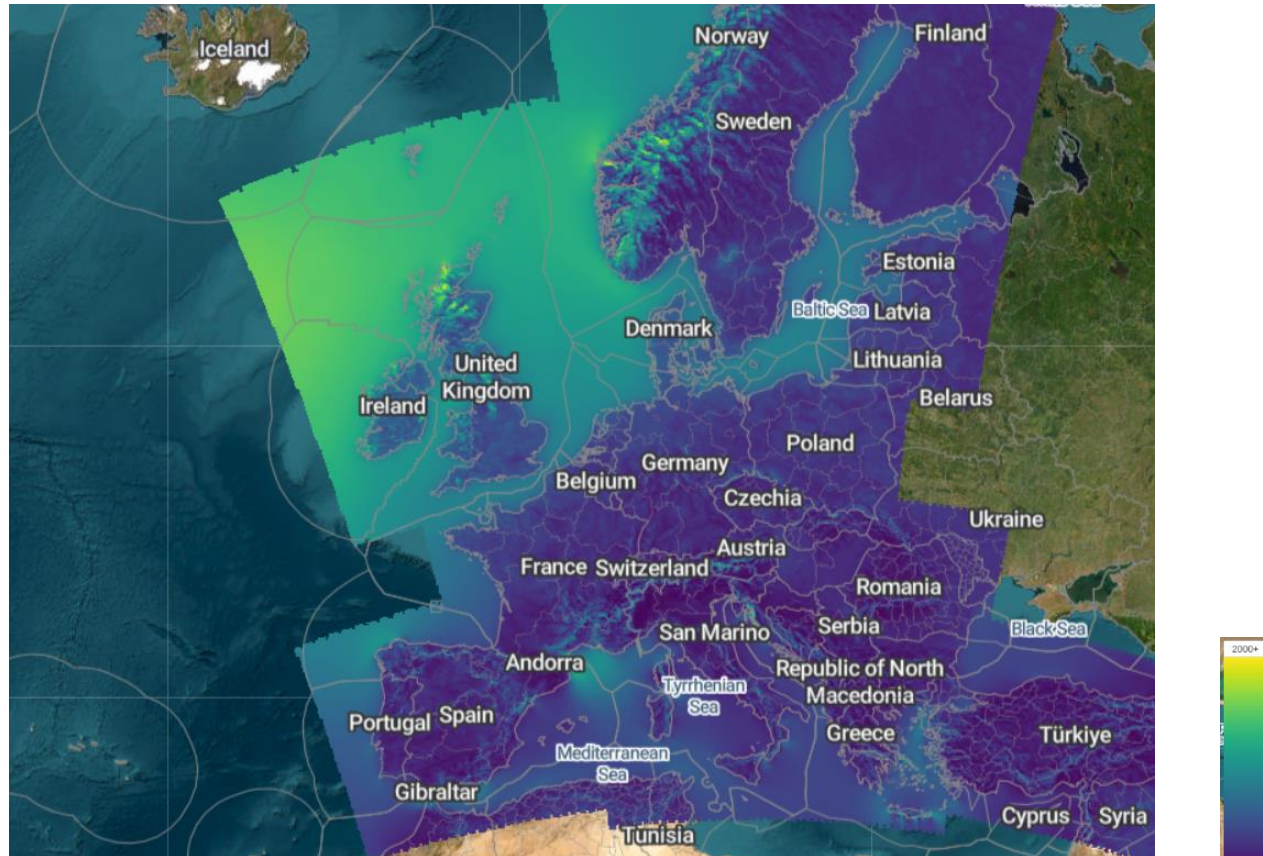 Norway
Finland
Iceland
Sweden
Estonia
Baltic Sea
Latvia
Denmark
Lithuania
United
Kingdom
Ireland
Belarus
Poland
Germany
Belgium
Czechia
Ukraine
Austria
France
Switzerland
Romania
San Marino
Serbia
Black Sea
Andorra
Republic of North
Macedonia
Tyrrhenian
Sea
Portugal
Spain
Greece
Türkiye
Mediterranean
Sea
Gibraltar
Cyprus
Syria
Tunisia
2000+